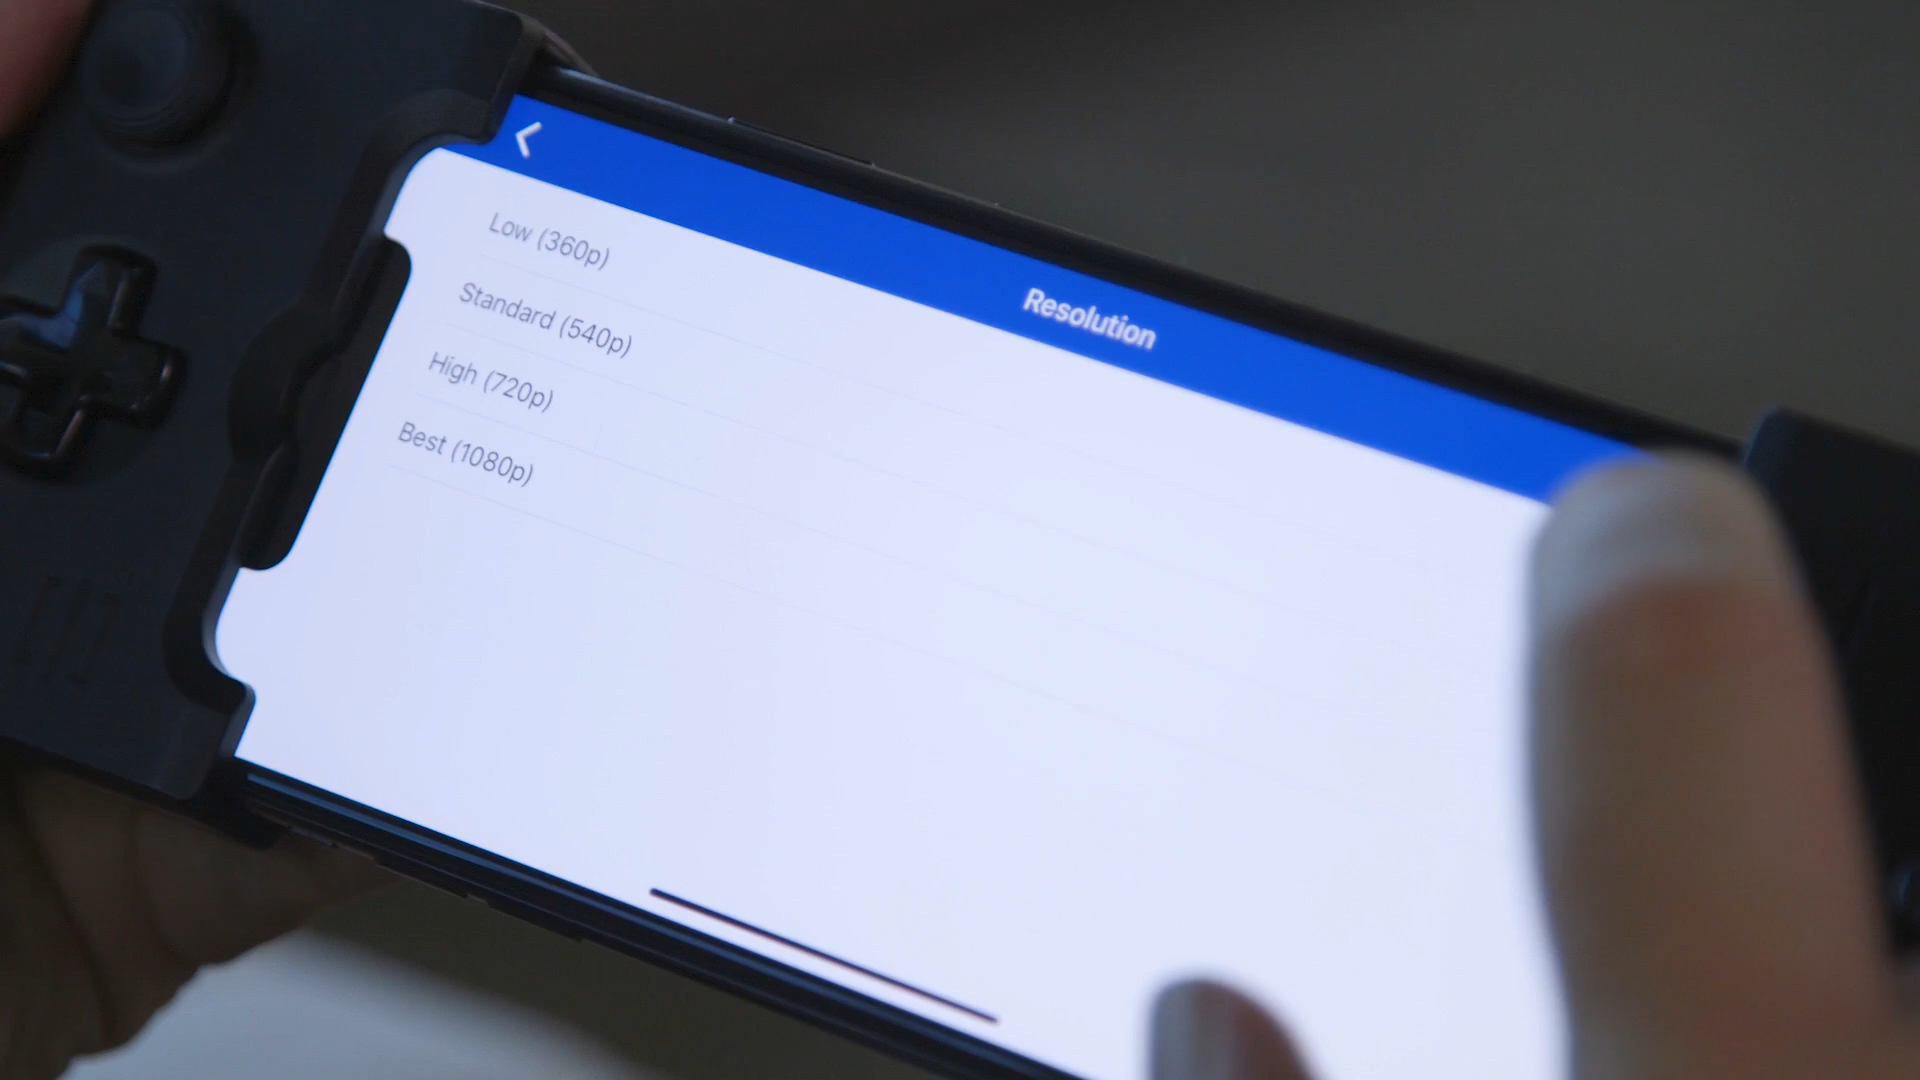 Resolution
Low (360p)
Standard (540p)
High (720p)
Best (1080p)